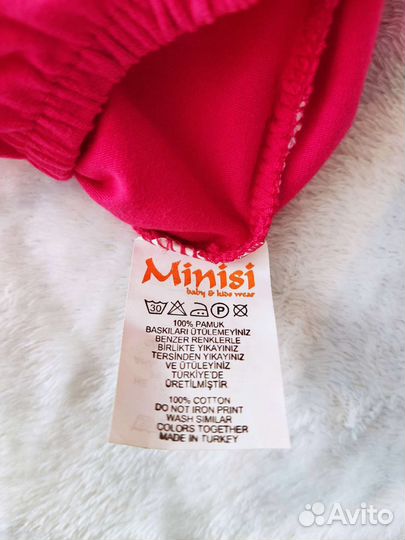 Minisi
baby & kids wear
30 P
100% PAMUK
BASKILARI ÜTÜLEMEYİNİZ
BENZER RENKLERLE
BİRLİKTE YIKAYINIZ
TERSİNDEN YIKAYINIZ
VE ÜTÜLEYİNİZ
TÜRKİYE'DE
ÜRETİLMİŞTİR
100% COTTON
DO NOT IRON PRINT
WASH SIMILAR
COLORS TOGETHER
MADE IN TURKEY
Avito